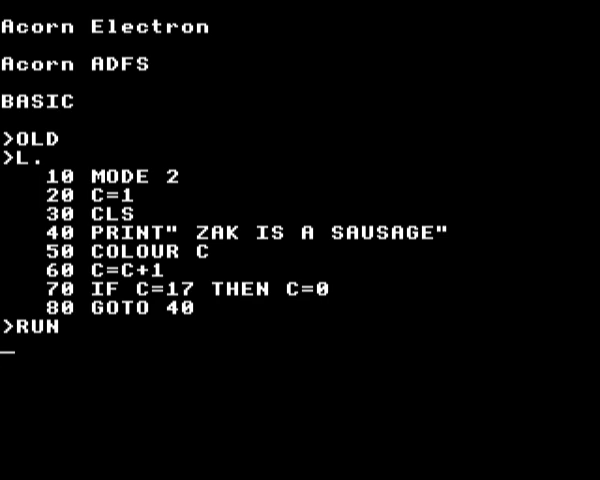 Acorn Electron
Acorn ADFS
BASIC
>OLD
>L.
10 MODE 2
20 C=1
30 CLS
40 PRINT" ZAK IS A SAUSAGE"
50 COLOUR C
60 C=C+1
70 IF C=17 THEN C=0
80 GOTO 40
>RUN
_